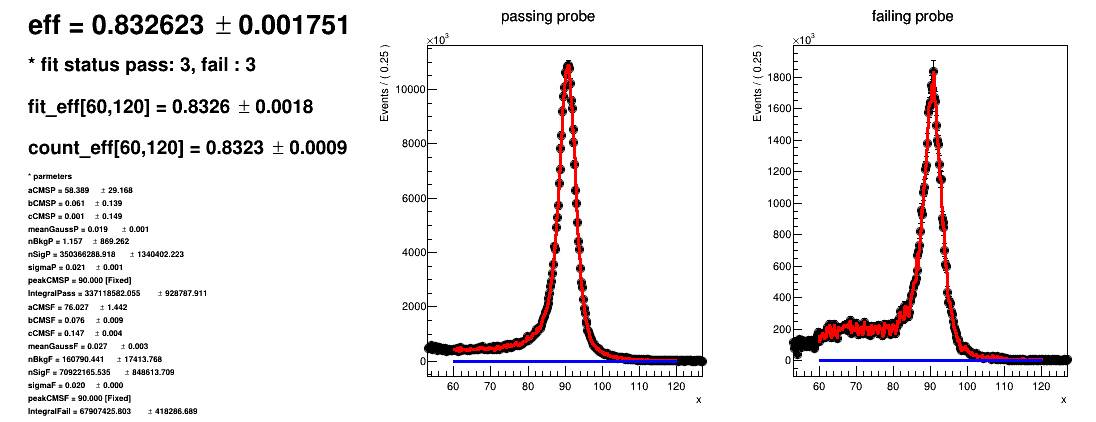 eff = 0.832623 ± 0.001751
* fit status pass: 3, fail : 3
fit_eff[60,120] = 0.8326 ± 0.0018
count_eff[60,120] = 0.8323 ± 0.0009
* parmeters
aCMSP = 58.389 ± 29.168
bCMSP = 0.061 ± 0.139
cCMSP = 0.001 ± 0.149
meanGaussP = 0.019 ± 0.001
nBkgP = 1.157 ± 869.262
nSigP = 350366288.918 ± 1340402.223
sigmaP = 0.021 ± 0.001
peakCMSP = 90.000 [Fixed]
IntegralPass = 337118582.055 ± 928787.911
aCMSF = 76.027 ± 1.442
bCMSF = 0.076 ± 0.009
cCMSF = 0.147 ± 0.004
meanGaussF = 0.027 ± 0.003
nBkgF = 160790.441 ± 17413.768
nSigF = 70922165.535 ± 848613.709
sigmaF = 0.020 ± 0.000
peakCMSF = 90.000 [Fixed]
IntegralFail = 67907425.803 ± 418286.689
passing probe
×10³
Events / ( 0.25 )
10000
8000
6000
4000
2000
0
60 70 80 90 100 110 120
x
failing probe
×10³
Events / ( 0.25 )
1800
1600
1400
1200
1000
800
600
400
200
0
60 70 80 90 100 110 120
x